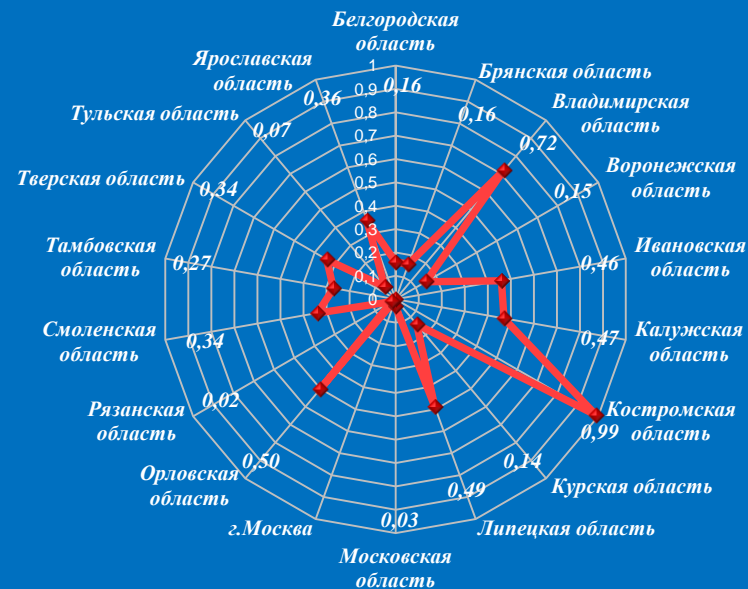 Белгородская
область
0,16
Брянская область
0,16
Владимирская
область
0,72
Воронежская
область
0,15
Ивановская
область
0,46
Калужская
область
0,47
Костромская
область
0,99
Курская область
0,14
Липецкая область
0,49
Московская
область
0,03
г.Москва
Орловская
область
0,50
Рязанская
область
0,02
Смоленская
область
0,34
Тамбовская
область
0,27
Тверская область
0,34
Тульская область
0,07
Ярославская
область
0,36
1
0,9
0,8
0,7
0,6
0,5
0,4
0,3
0,2
0,1
0